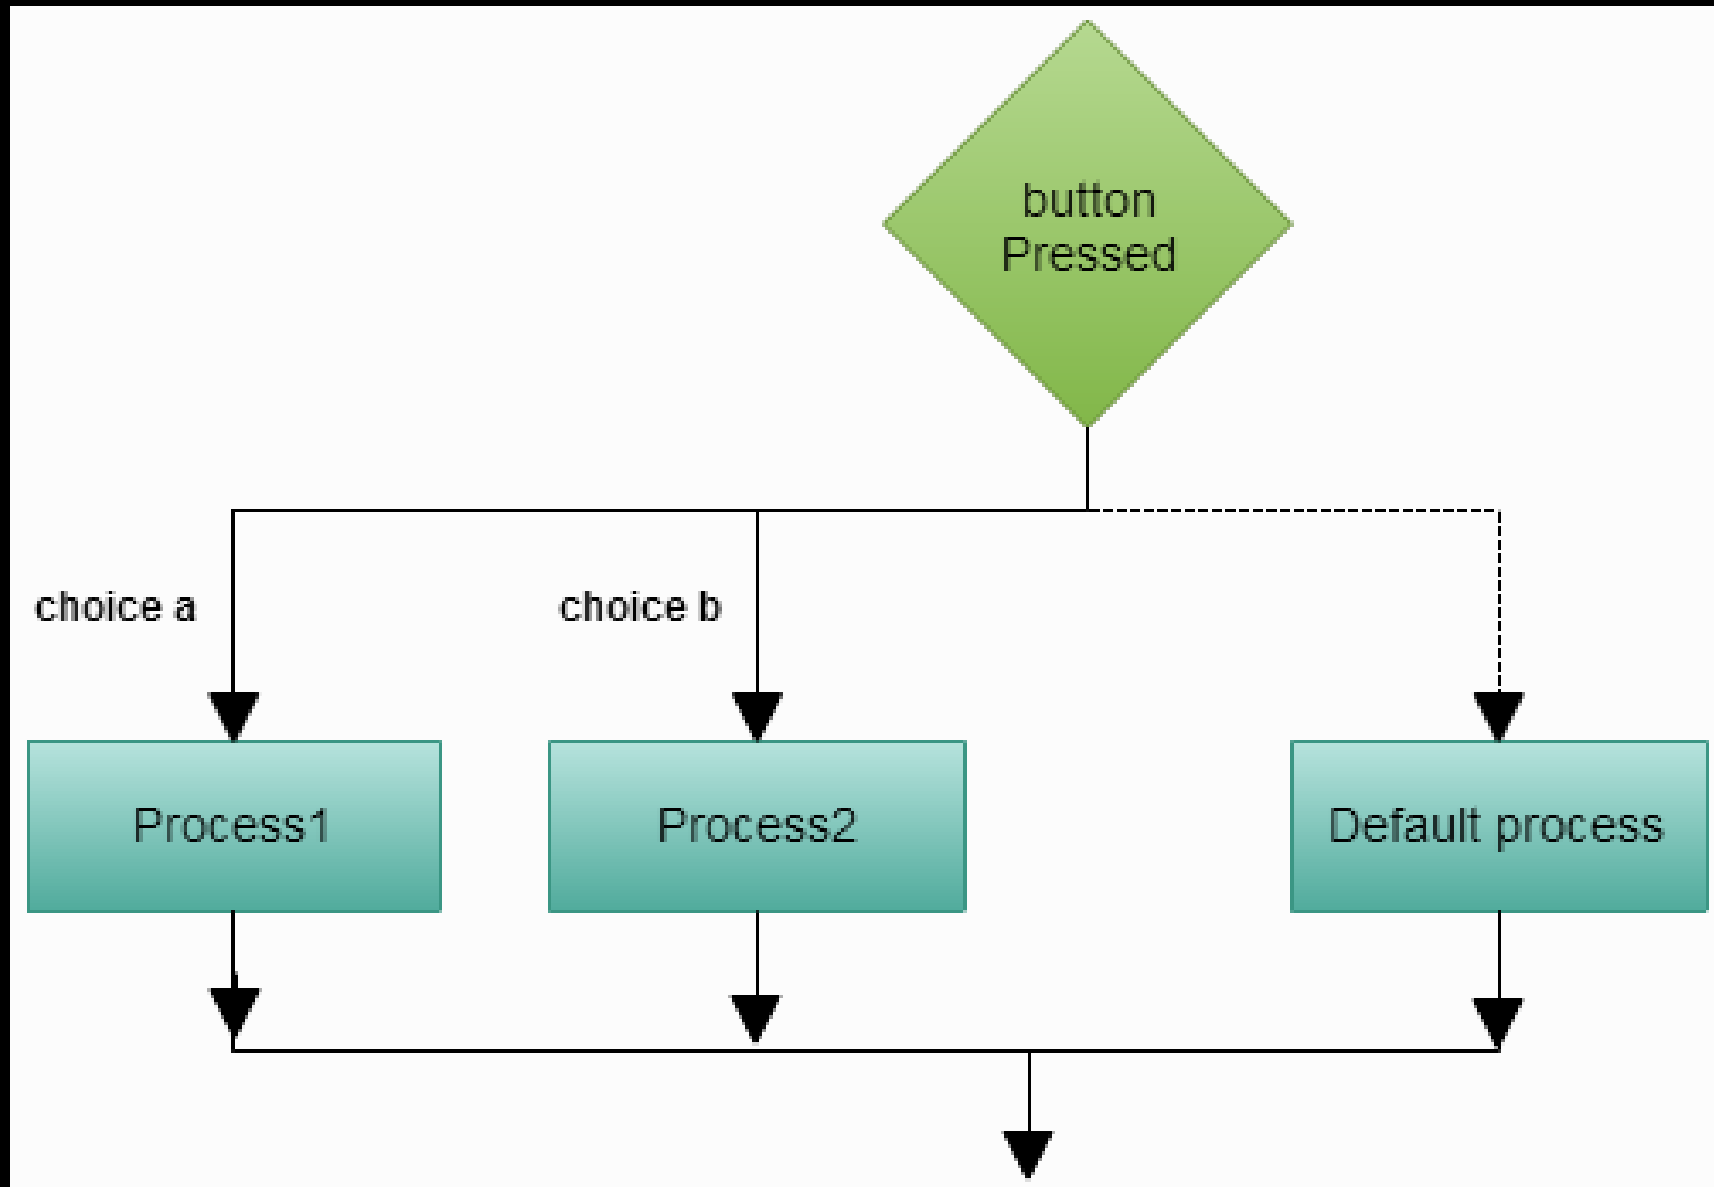 button
Pressed
choice a
choice b
Process1
Process2
Default process